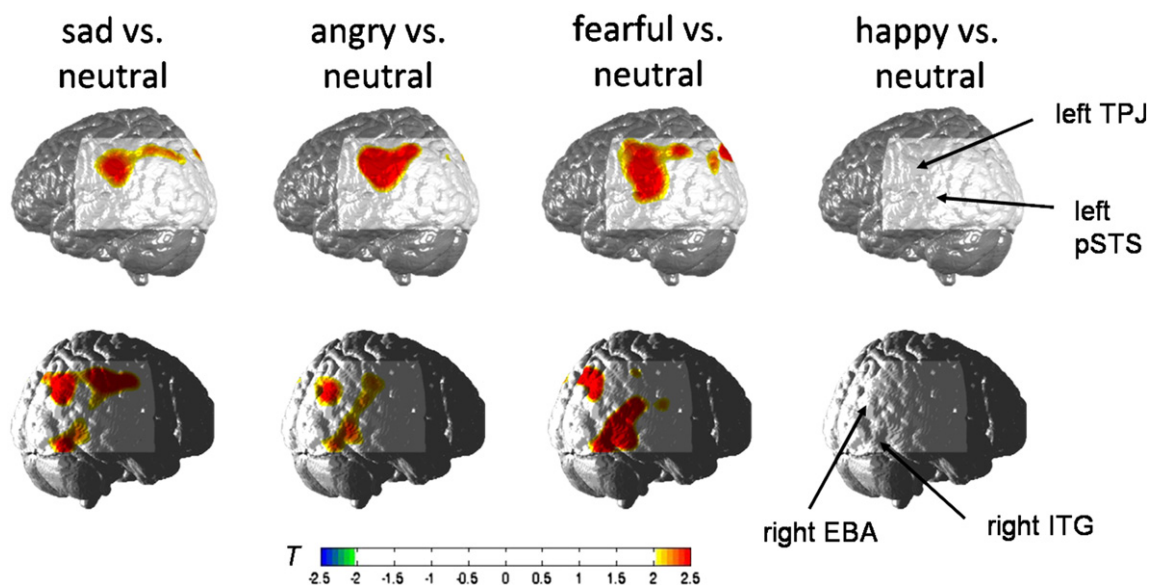 sad vs.
neutral
angry vs.
neutral
fearful vs.
neutral
happy vs.
neutral
left TPJ
left
pSTS
right EBA
right ITG
T
-2.5 -2 -1.5 -1 -0.5 0 0.5 1 1.5 2 2.5